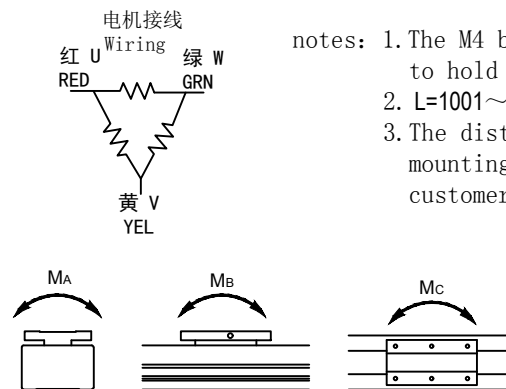 电机接线
Wiring
红 U
RED
绿 W
GRN
黄 V
YEL
notes: 1.The M4 b
to hold
2. L=1001～
3.The dist
mounting
customer
MA
MB
MC